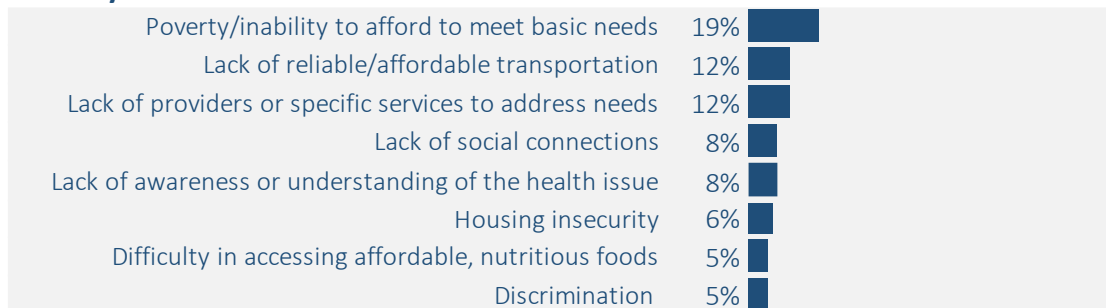 Poverty/inability to afford to meet basic needs 19%
Lack of reliable/affordable transportation 12%
Lack of providers or specific services to address needs 12%
Lack of social connections 8%
Lack of awareness or understanding of the health issue 8%
Housing insecurity 6%
Difficulty in accessing affordable, nutritious foods 5%
Discrimination 5%